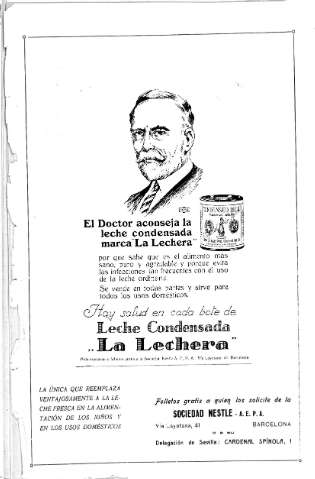 El Doctor aconseja la
leche condensada
marca La Lechera
por que sabe que es el alimento mas
sano, puro y agradable y porque evita
las infecciones tan frecuentes con el uso
de la leche ordinaria
Se vende en todas partes y sirve para
todos los usos domesticos.
Hay salud en cada bote de
Leche Condensada
"La Lechera"
LA ÚNICA QUE REEMPLAZA
VENTAJOSAMENTE A LA LE-
CHE FRESCA EN LA ALIMEN-
TACIÓN DE LOS NIÑOS Y
EN LOS USOS DOMÉSTICOS
Folletos gratis a quien los solicite de la
SOCIEDAD NESTLE - A. E. P. A.
Vía Layetana, 41
BARCELONA
Delegación de Sevilla: CARDENAL SPÍNOLA, 1